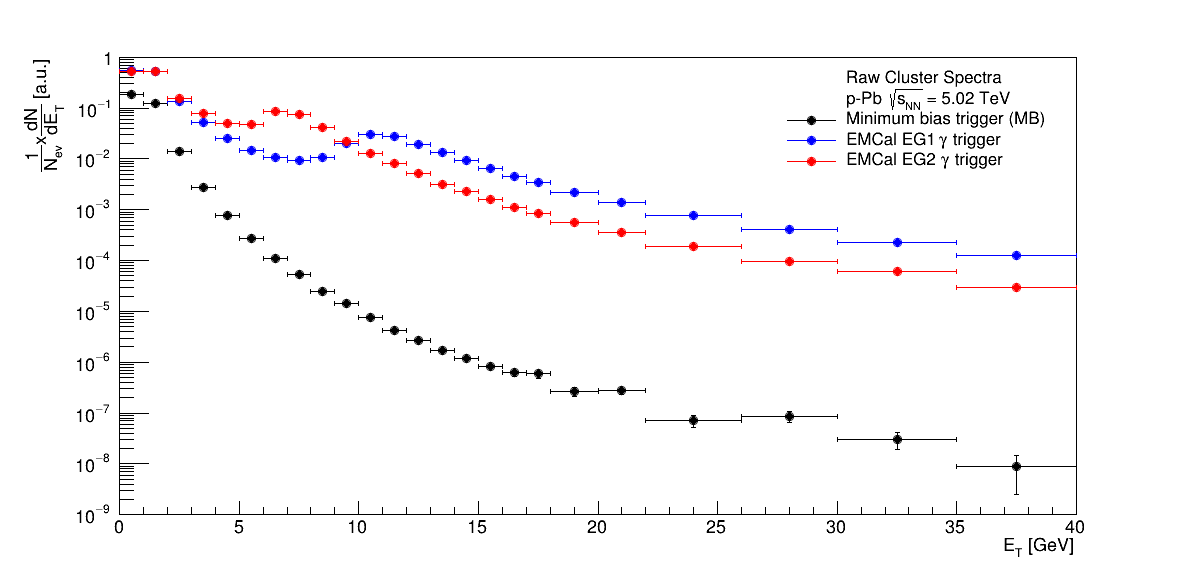 1/N_ev x dN/dE_T [a.u.]
1
10^−1
10^−2
10^−3
10^−4
10^−5
10^−6
10^−7
10^−8
10^−9
Raw Cluster Spectra
p-Pb √s_NN = 5.02 TeV
Minimum bias trigger (MB)
EMCal EG1 γ trigger
EMCal EG2 γ trigger
0 5 10 15 20 25 30 35 40
E_T [GeV]